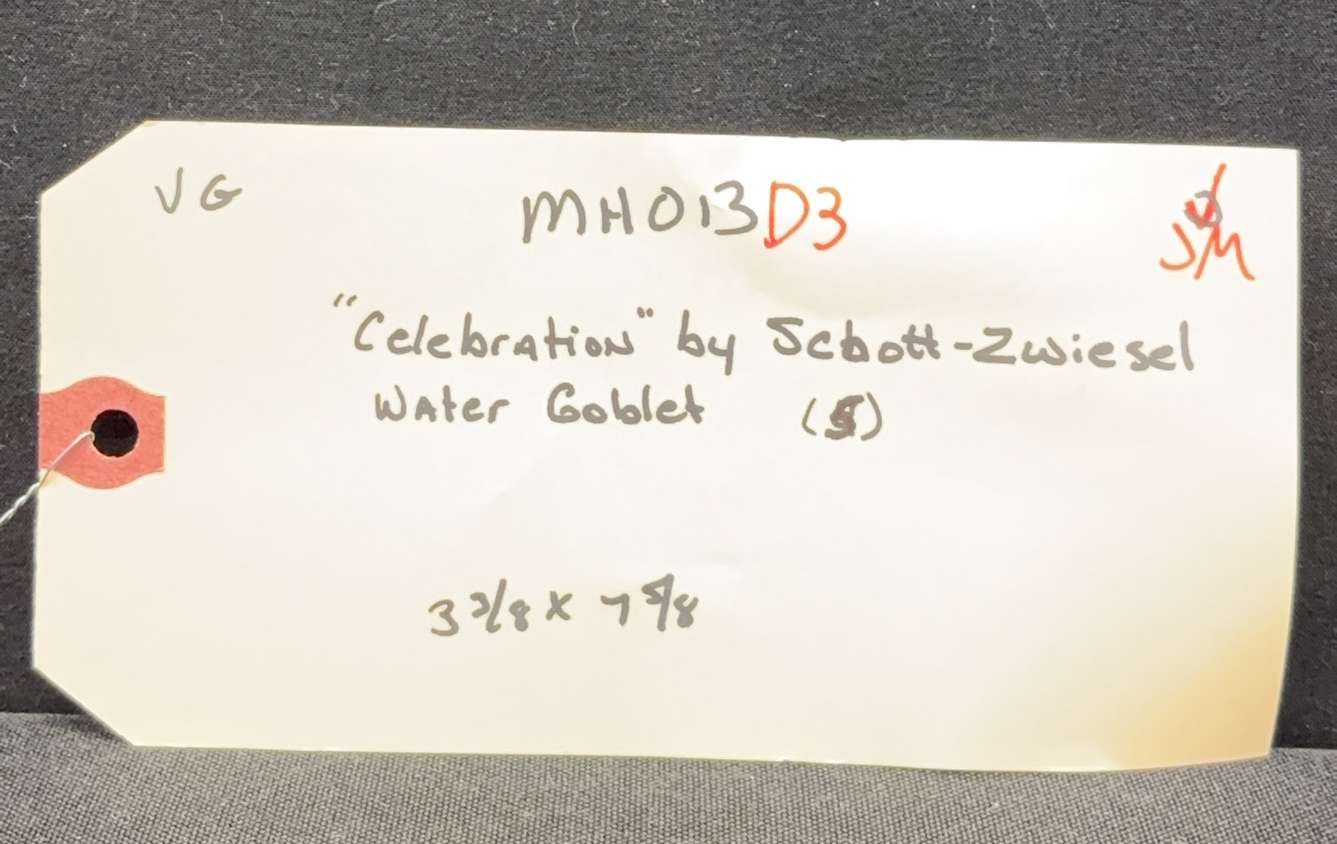 VG MH013D3 JM
"Celebration" by Schott-Zwiesel
Water Goblet (5)
3 3/8 x 7 5/8